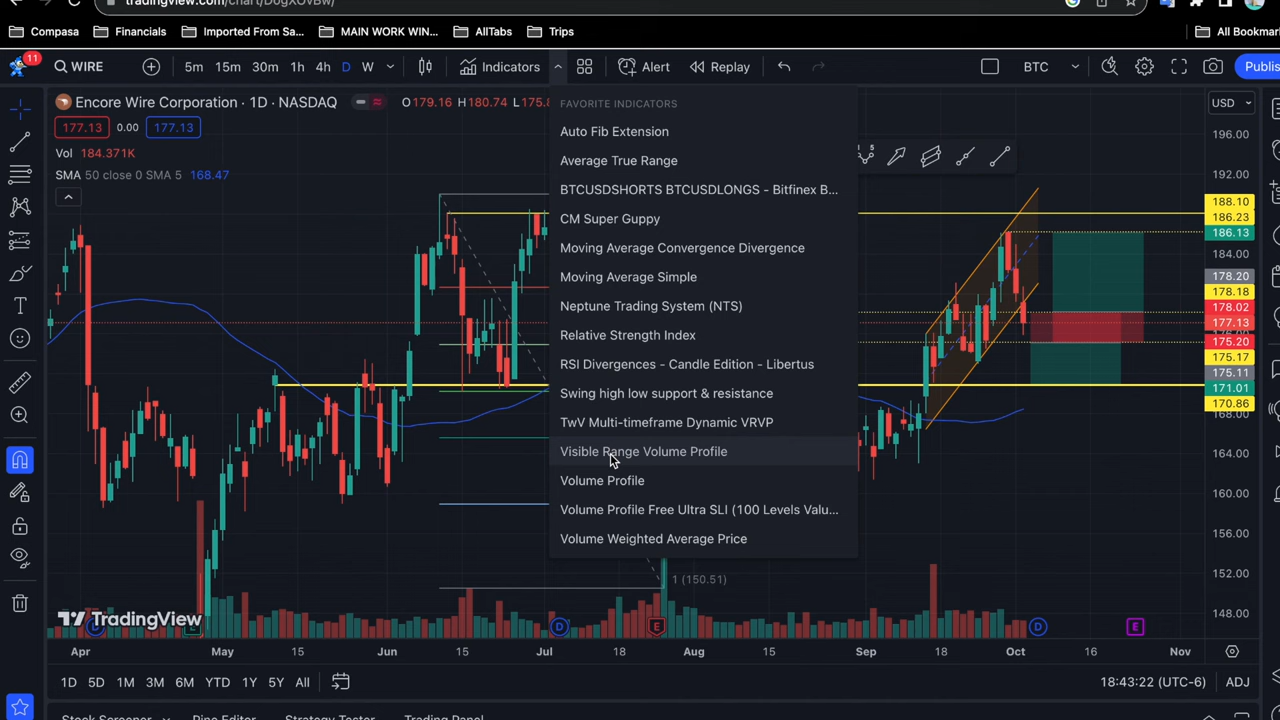 tradingview.com/chart/DogXOVBw/
Compasa
Financials
Imported From Sa...
MAIN WORK WIN...
AllTabs
Trips
All Bookmar
11
WIRE
5m
15m
30m
1h
4h
D
W
Indicators
Alert
Replay
BTC
Publis
Encore Wire Corporation · 1D · NASDAQ
O179.16 H180.74 L175.8
USD
177.13
0.00
177.13
Vol 184.371K
SMA 50 close 0 SMA 5 168.47
FAVORITE INDICATORS
Auto Fib Extension
Average True Range
BTCUSDSHORTS BTCUSDLONGS - Bitfinex B...
CM Super Guppy
Moving Average Convergence Divergence
Moving Average Simple
Neptune Trading System (NTS)
Relative Strength Index
RSI Divergences - Candle Edition - Libertus
Swing high low support & resistance
TwV Multi-timeframe Dynamic VRVP
Visible Range Volume Profile
Volume Profile
Volume Profile Free Ultra SLI (100 Levels Valu...
Volume Weighted Average Price
196.00
192.00
188.10
186.23
186.13
184.00
178.20
178.18
178.02
177.13
175.20
175.17
175.11
171.01
170.86
168.00
164.00
160.00
156.00
152.00
148.00
1 (150.51)
TradingView
D
E
D
E
D
E
Apr
May
15
Jun
15
Jul
18
Aug
15
Sep
18
Oct
16
Nov
1D
5D
1M
3M
6M
YTD
1Y
5Y
All
18:43:22 (UTC-6)
ADJ
Stock Screener
Pine Editor
Strategy Tester
Trading Panel